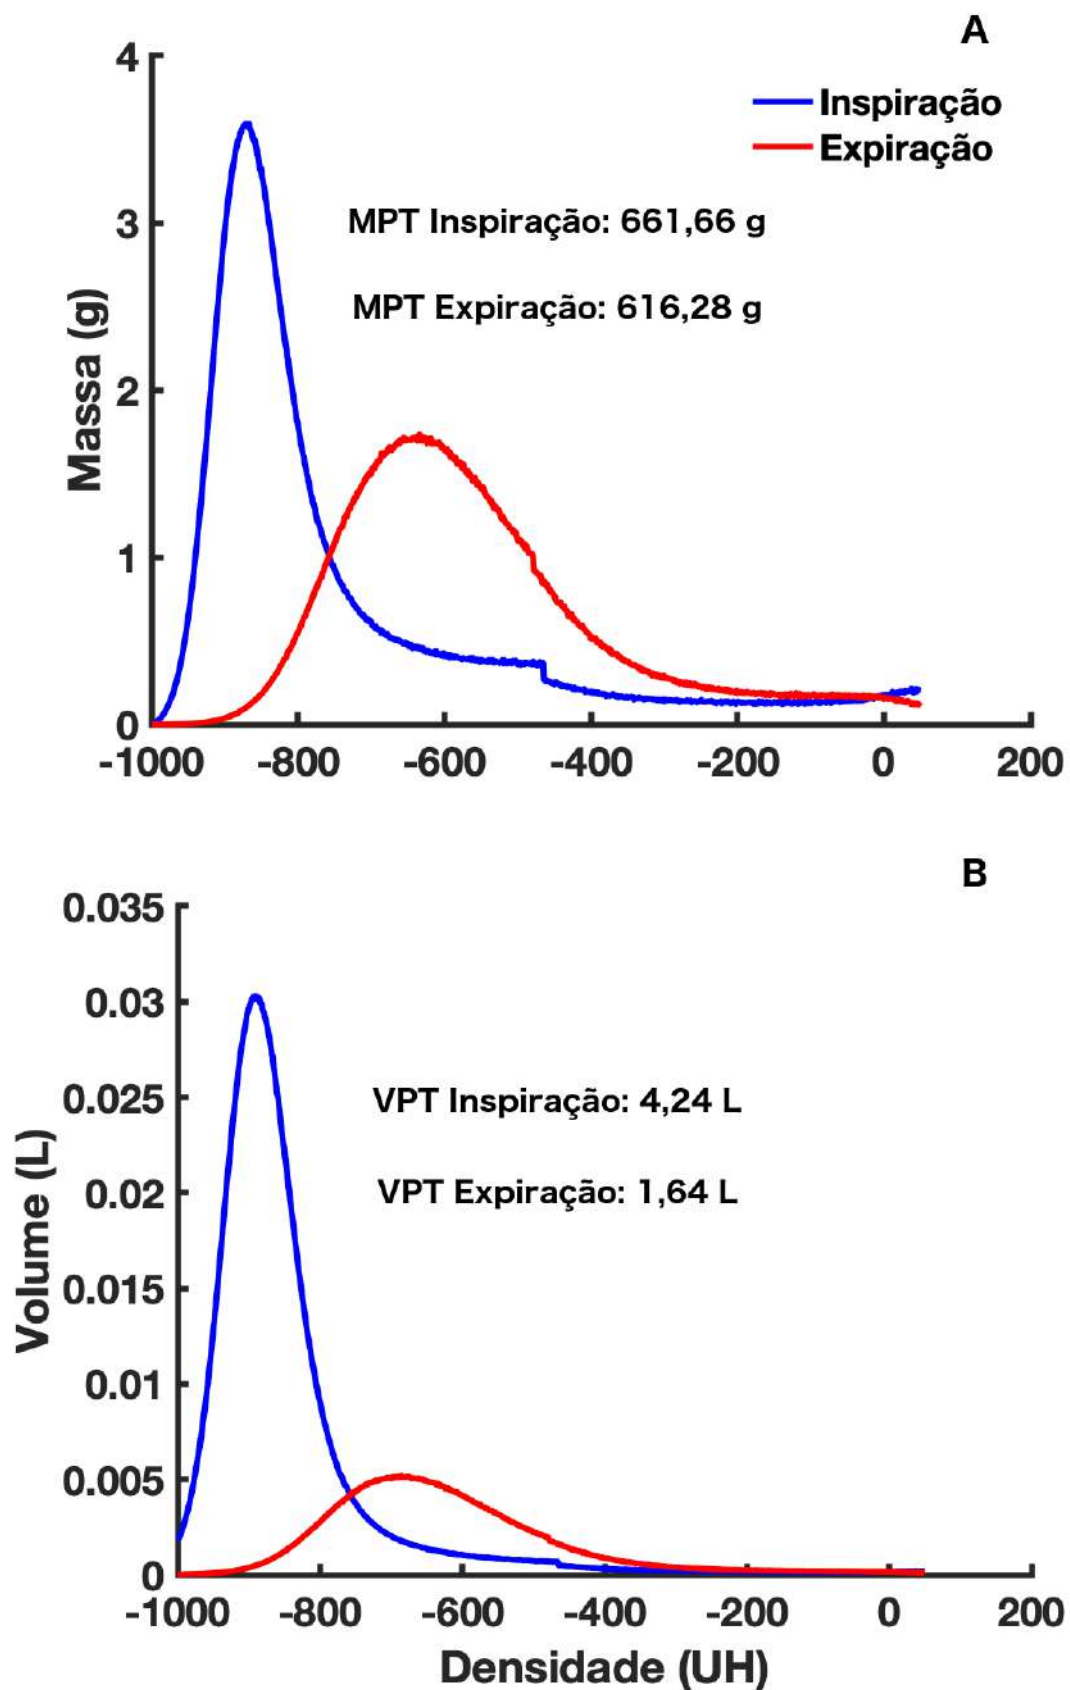 A
4
Inspiração
Expiração
3
MPT Inspiração: 661,66 g
MPT Expiração: 616,28 g
Massa (g)
2
1
0
-1000 -800 -600 -400 -200 0 200
B
0.035
0.03
0.025
VPT Inspiração: 4,24 L
0.02
VPT Expiração: 1,64 L
Volume (L)
0.015
0.01
0.005
0
-1000 -800 -600 -400 -200 0 200
Densidade (UH)